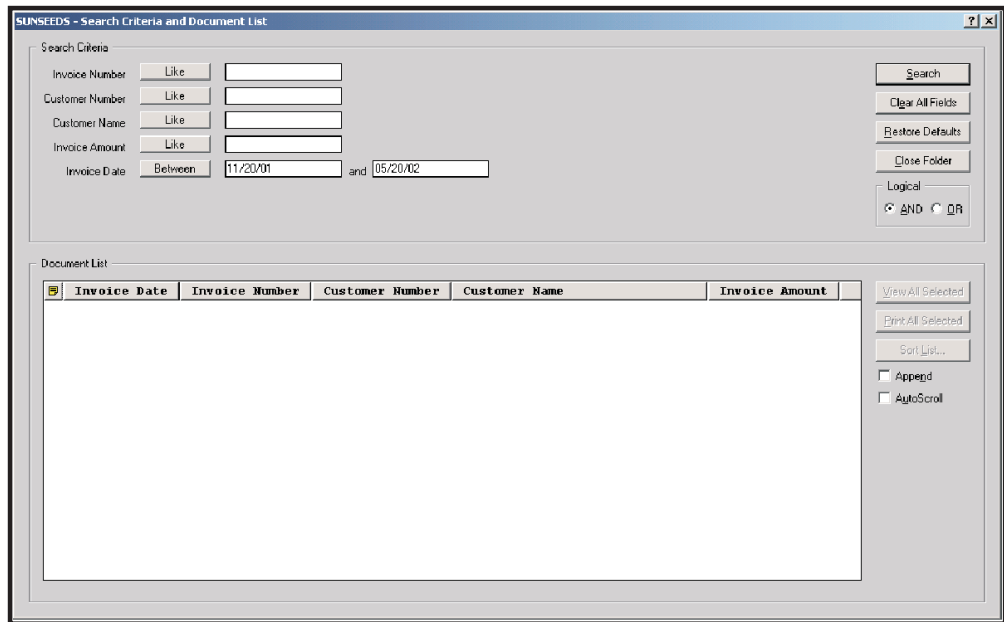 SUNSEEDS - Search Criteria and Document List
Search Criteria
Invoice Number Like
Customer Number Like
Customer Name Like
Invoice Amount Like
Invoice Date Between 11/20/01 and 05/20/02
Search
Clear All Fields
Restore Defaults
Close Folder
Logical
AND OR
Document List
Invoice Date Invoice Number Customer Number Customer Name Invoice Amount
View All Selected
Print All Selected
Sort List...
Append
AutoScroll